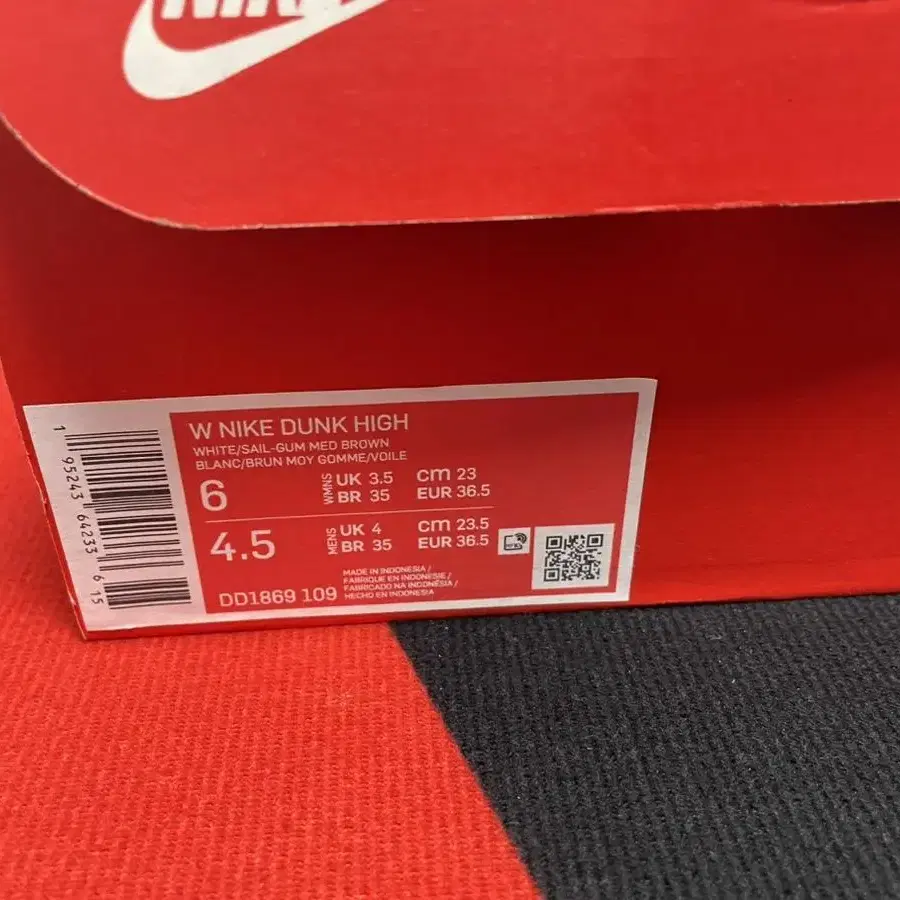 NIKE
W NIKE DUNK HIGH
WHITE/SAIL-GUM MED BROWN
BLANC/BRUN MOY GOMME/VOILE
6 WMNS UK 3.5 cm 23
BR 35 EUR 36.5
4.5 MENS UK 4 cm 23.5
BR 35 EUR 36.5
MADE IN INDONESIA /
FABRIQUE EN INDONESIE /
FABRICADO NA INDONÉSIA /
HECHO EN INDONESIA
DD1869 109
1 95243 64233 6 15